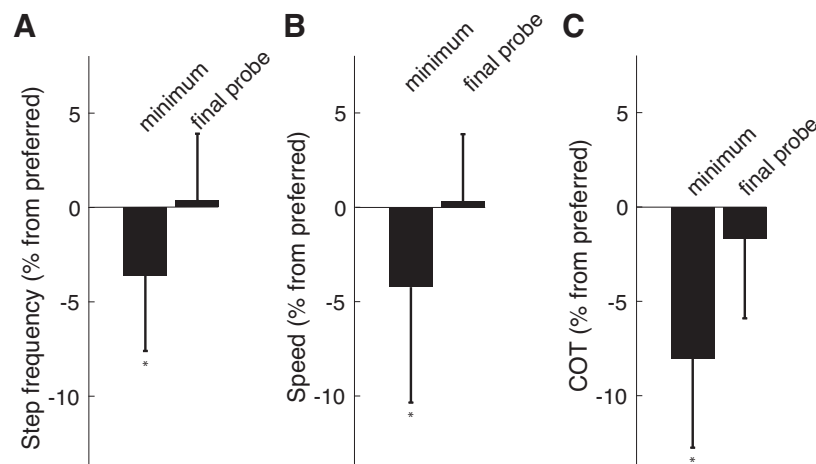 A
Step frequency (% from preferred)
5
0
-5
-10
minimum
final probe
*
B
Speed (% from preferred)
5
0
-5
-10
minimum
final probe
*
C
COT (% from preferred)
5
0
-5
-10
minimum
final probe
*